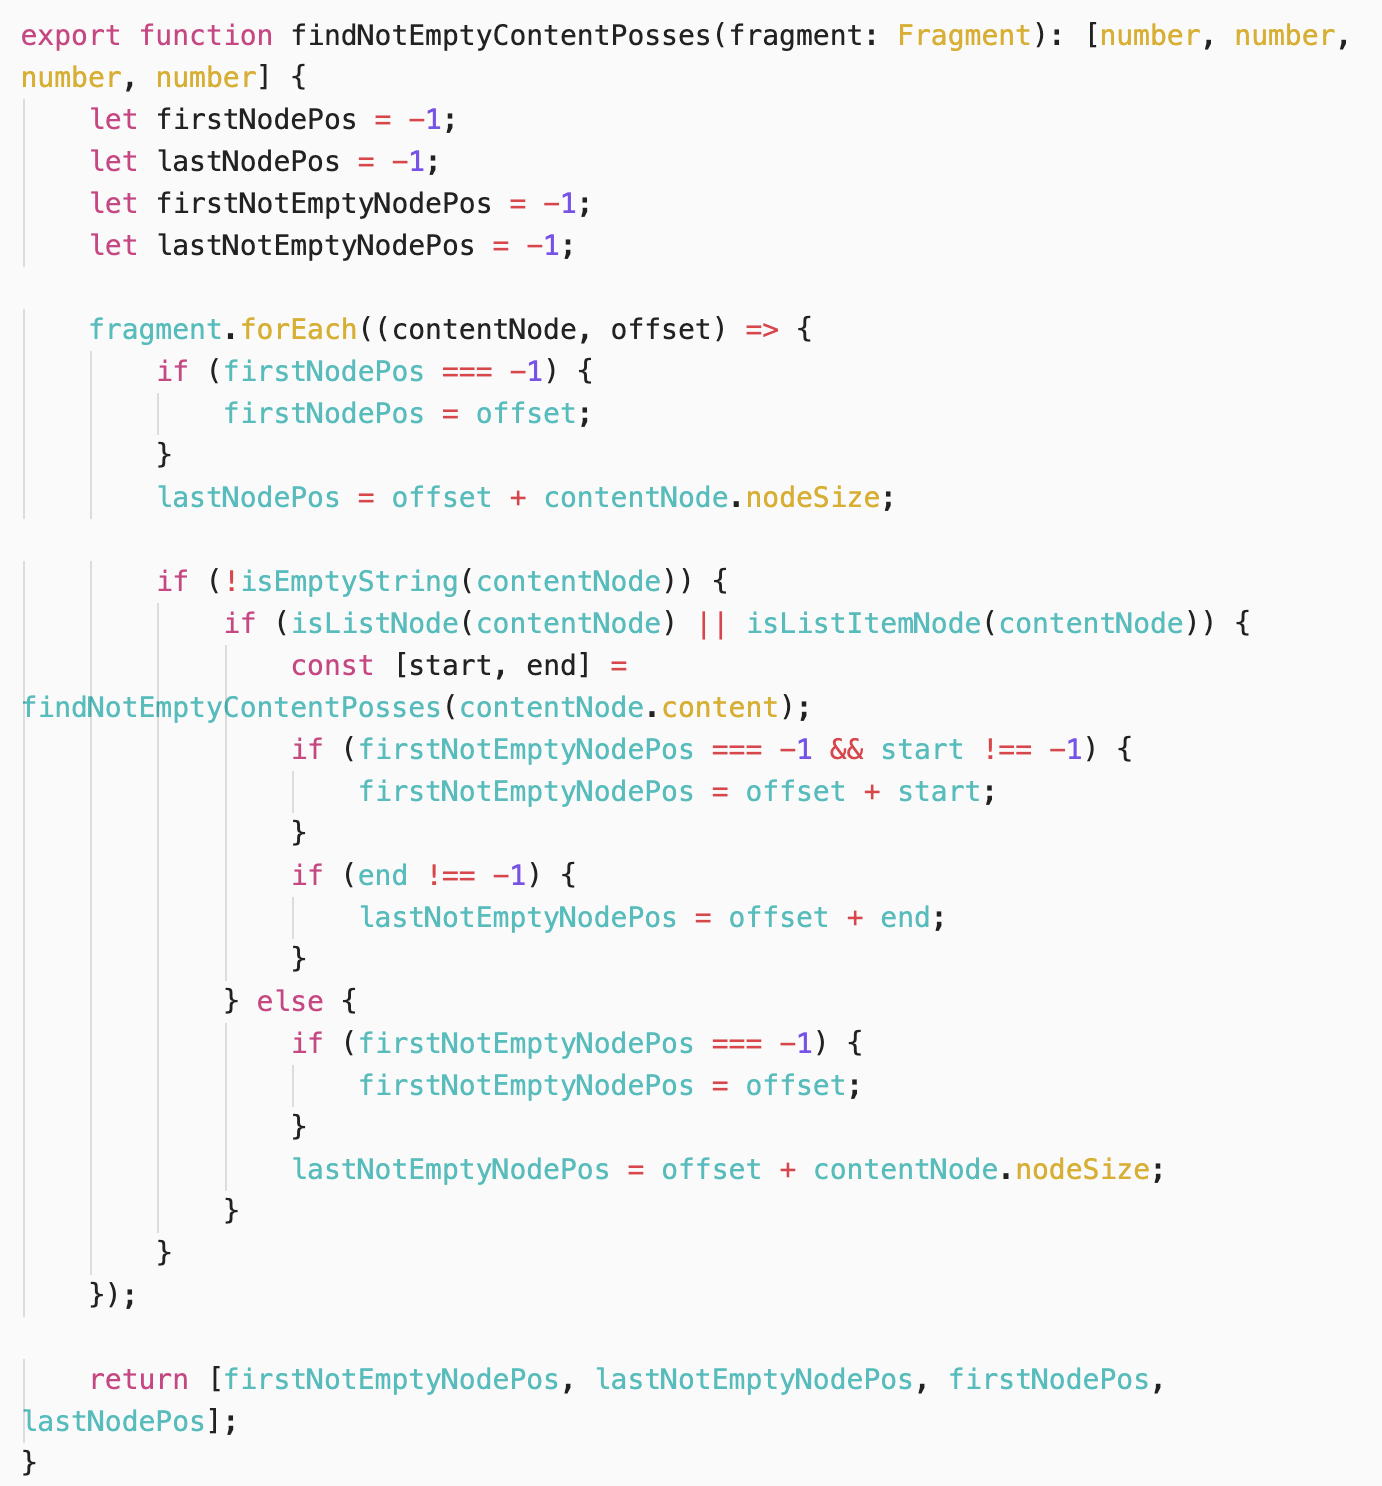 export function findNotEmptyContentPosses(fragment: Fragment): [number, number,
number, number] {
    let firstNodePos = -1;
    let lastNodePos = -1;
    let firstNotEmptyNodePos = -1;
    let lastNotEmptyNodePos = -1;

    fragment.forEach((contentNode, offset) => {
        if (firstNodePos === -1) {
            firstNodePos = offset;
        }
        lastNodePos = offset + contentNode.nodeSize;

        if (!isEmptyString(contentNode)) {
            if (isListNode(contentNode) || isListItemNode(contentNode)) {
                const [start, end] =
findNotEmptyContentPosses(contentNode.content);
                if (firstNotEmptyNodePos === -1 && start !== -1) {
                    firstNotEmptyNodePos = offset + start;
                }
                if (end !== -1) {
                    lastNotEmptyNodePos = offset + end;
                }
            } else {
                if (firstNotEmptyNodePos === -1) {
                    firstNotEmptyNodePos = offset;
                }
                lastNotEmptyNodePos = offset + contentNode.nodeSize;
            }
        }
    });

    return [firstNotEmptyNodePos, lastNotEmptyNodePos, firstNodePos,
lastNodePos];
}